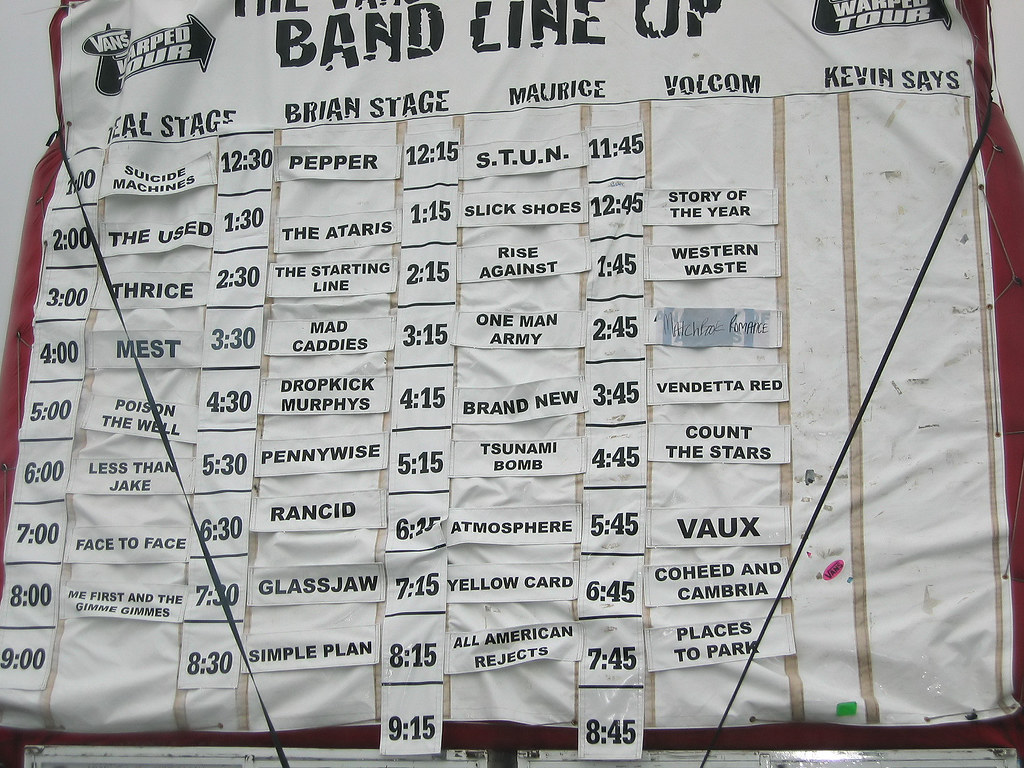 THE VANS
BAND LINE UP
VANS
WARPED
TOUR
WARPED
TOUR
EAL STAGE
BRIAN STAGE
MAURICE
VOLCOM
KEVIN SAYS
1:00
SUICIDE
MACHINES
2:00
THE USED
3:00
THRICE
4:00
MEST
5:00
POISON
THE WELL
6:00
LESS THAN
JAKE
7:00
FACE TO FACE
8:00
ME FIRST AND THE
GIMME GIMMES
9:00
12:30
PEPPER
1:30
THE ATARIS
2:30
THE STARTING
LINE
3:30
MAD
CADDIES
4:30
DROPKICK
MURPHYS
5:30
PENNYWISE
6:30
RANCID
7:30
GLASSJAW
8:30
SIMPLE PLAN
12:15
S.T.U.N.
1:15
SLICK SHOES
2:15
RISE
AGAINST
3:15
ONE MAN
ARMY
4:15
BRAND NEW
5:15
TSUNAMI
BOMB
6:15
ATMOSPHERE
7:15
YELLOW CARD
8:15
ALL AMERICAN
REJECTS
9:15
11:45
12:45
STORY OF
THE YEAR
1:45
WESTERN
WASTE
2:45
MATCHBOOK ROMANCE
3:45
VENDETTA RED
4:45
COUNT
THE STARS
5:45
VAUX
6:45
COHEED AND
CAMBRIA
7:45
PLACES
TO PARK
8:45
VANS